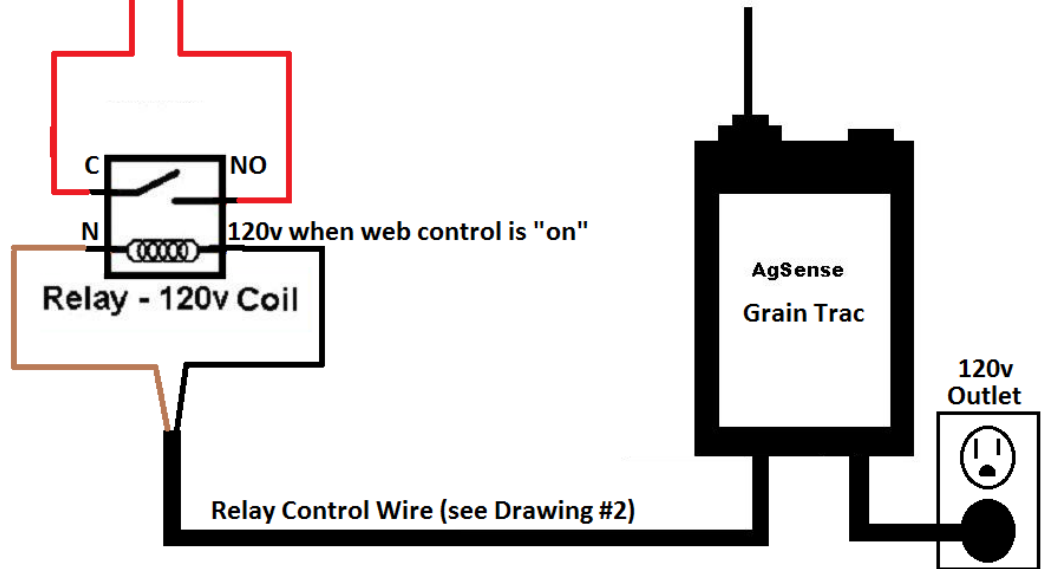 C
NO
N
120v when web control is "on"
Relay - 120v Coil
AgSense
Grain Trac
120v
Outlet
Relay Control Wire (see Drawing #2)